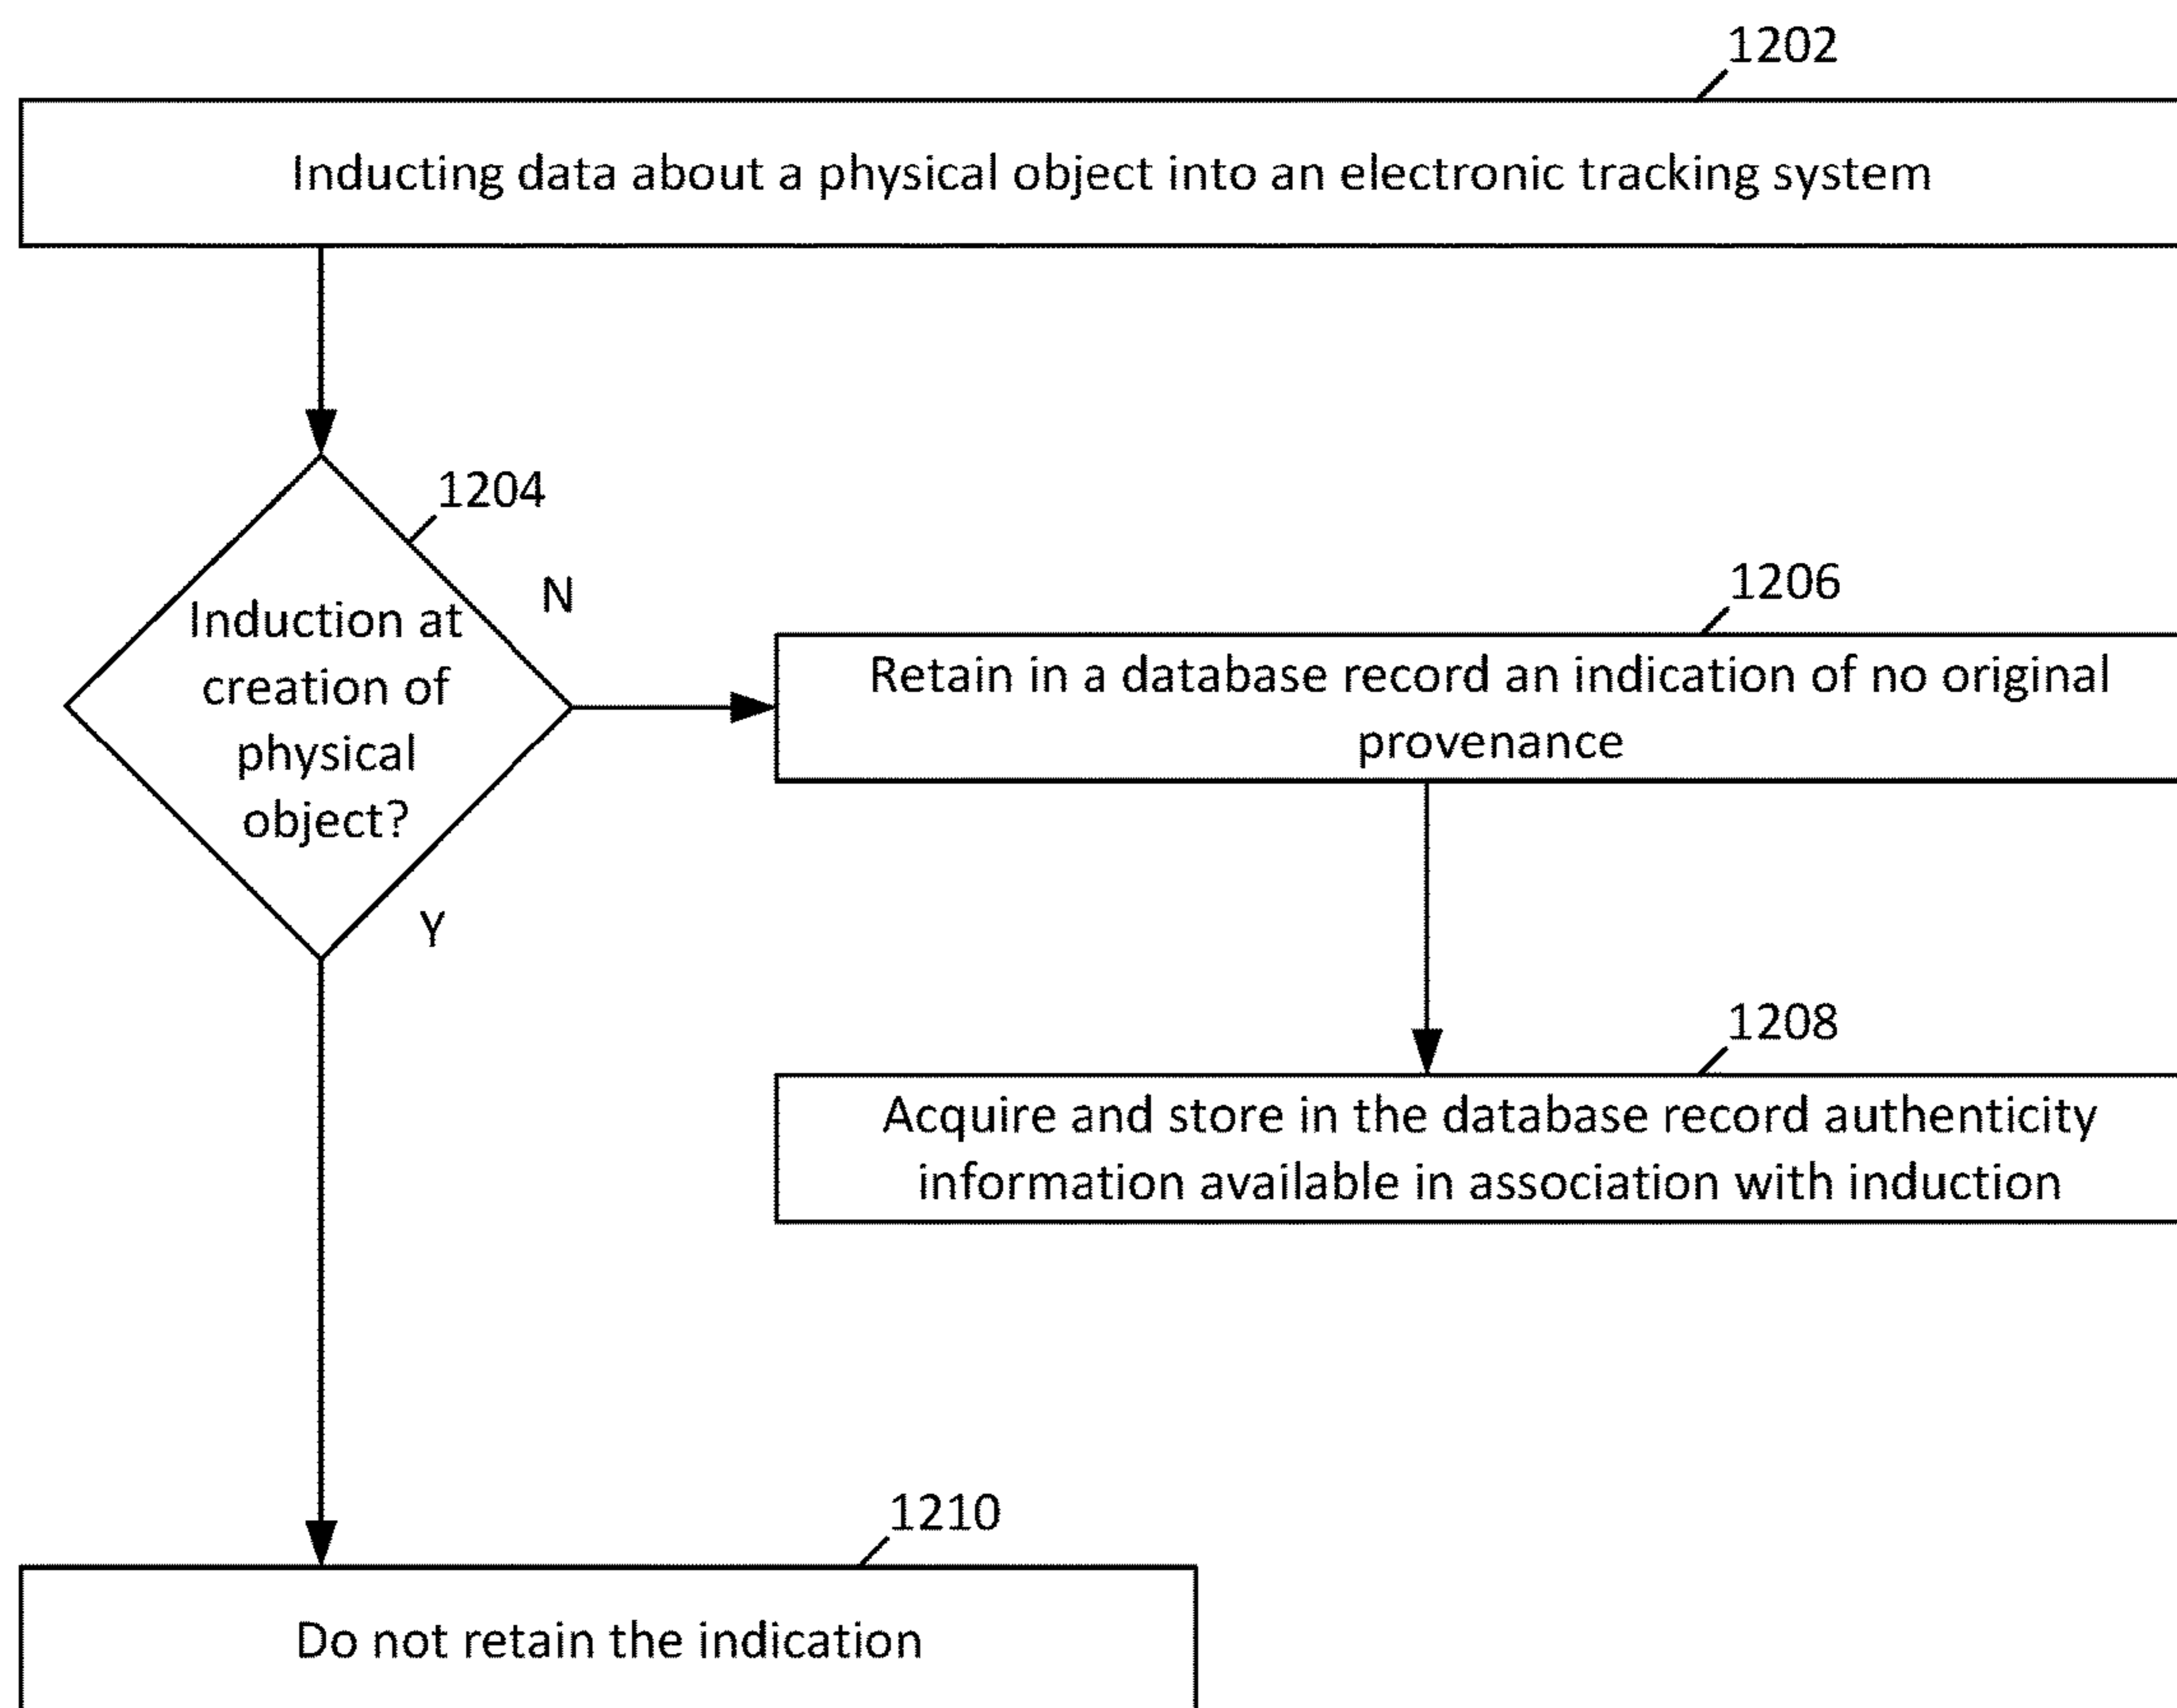 1202
Inducting data about a physical object into an electronic tracking system
1204
Induction at
creation of
physical
object?
N
Y
1206
Retain in a database record an indication of no original
provenance
1208
Acquire and store in the database record authenticity
information available in association with induction
1210
Do not retain the indication